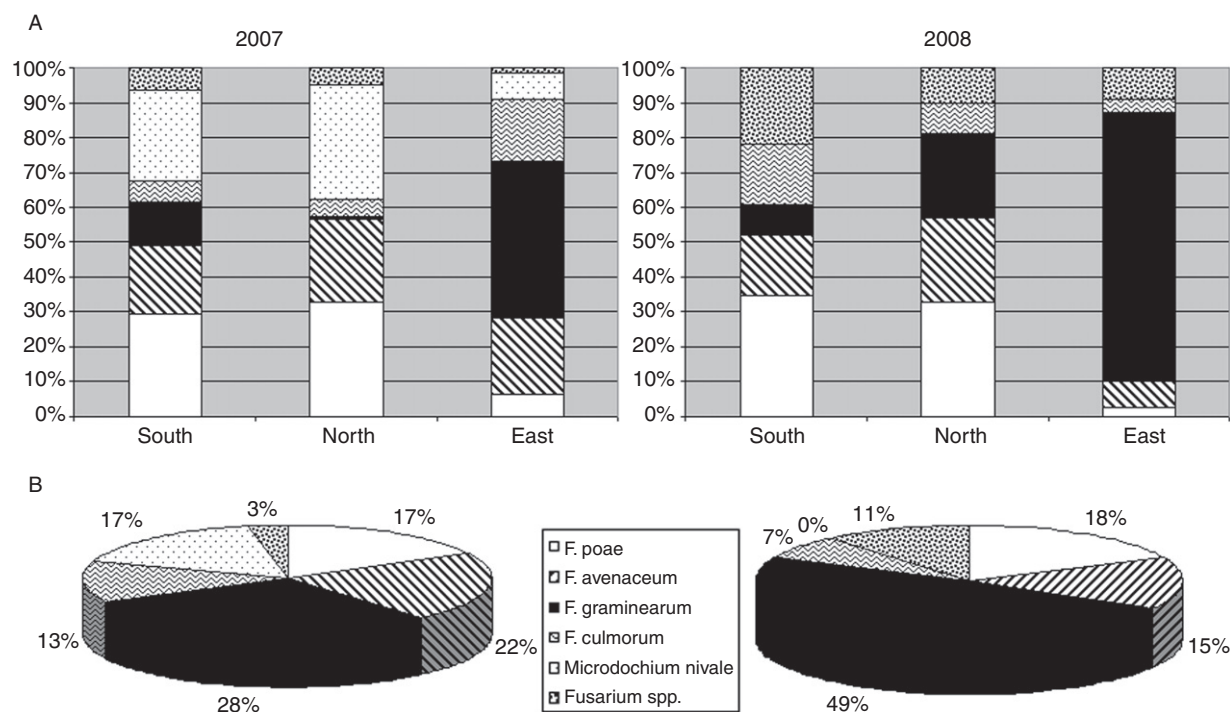 A
2007
2008
100%
90%
80%
70%
60%
50%
40%
30%
20%
10%
0%
South North East
100%
90%
80%
70%
60%
50%
40%
30%
20%
10%
0%
South North East
B
17% 3% 17%
13% 22%
28%
F. poae
F. avenaceum
F. graminearum
F. culmorum
Microdochium nivale
Fusarium spp.
7% 0% 11% 18%
15%
49%